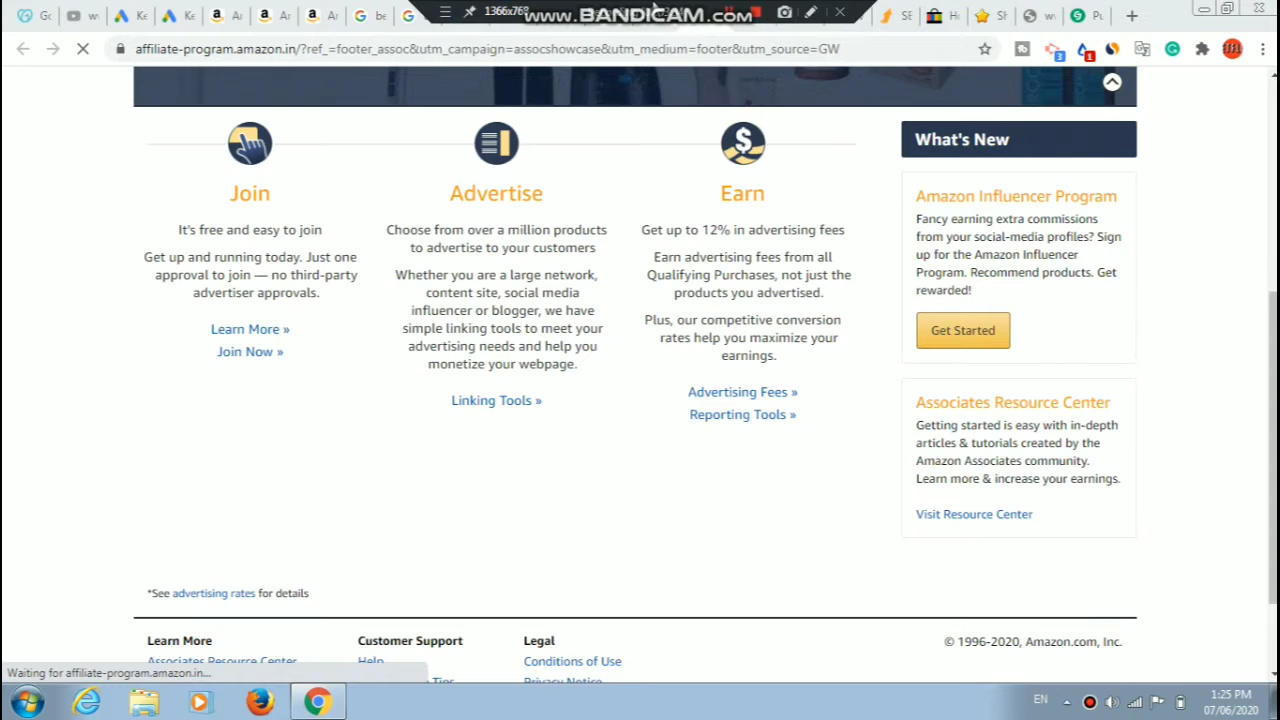 1366x768
www.BANDICAM.com
affiliate-program.amazon.in/?ref_=footer_assoc&utm_campaign=assocshowcase&utm_medium=footer&utm_source=GW
3
1
Join
It's free and easy to join
Get up and running today. Just one
approval to join — no third-party
advertiser approvals.
Learn More »
Join Now »
Advertise
Choose from over a million products
to advertise to your customers
Whether you are a large network,
content site, social media
influencer or blogger, we have
simple linking tools to meet your
advertising needs and help you
monetize your webpage.
Linking Tools »
Earn
Get up to 12% in advertising fees
Earn advertising fees from all
Qualifying Purchases, not just the
products you advertised.
Plus, our competitive conversion
rates help you maximize your
earnings.
Advertising Fees »
Reporting Tools »
What's New
Amazon Influencer Program
Fancy earning extra commissions
from your social-media profiles? Sign
up for the Amazon Influencer
Program. Recommend products. Get
rewarded!
Get Started
Associates Resource Center
Getting started is easy with in-depth
articles & tutorials created by the
Amazon Associates community.
Learn more & increase your earnings.
Visit Resource Center
*See advertising rates for details
Learn More
Associates Resource Center
Customer Support
Help
Tips
Legal
Conditions of Use
Privacy Notice
© 1996-2020, Amazon.com, Inc.
Waiting for affiliate-program.amazon.in...
EN
1:25 PM
07/06/2020